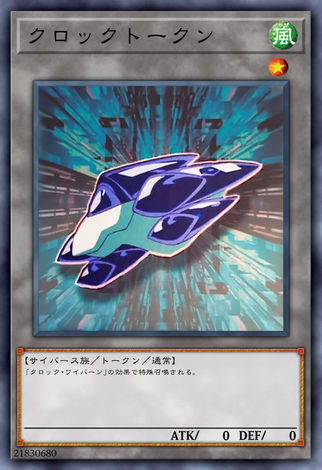 クロックトークン
風
【サイバース族／トークン／通常】
「クロック・ワイバーン」の効果で特殊召喚される。
ATK/ 0 DEF/ 0
21830680